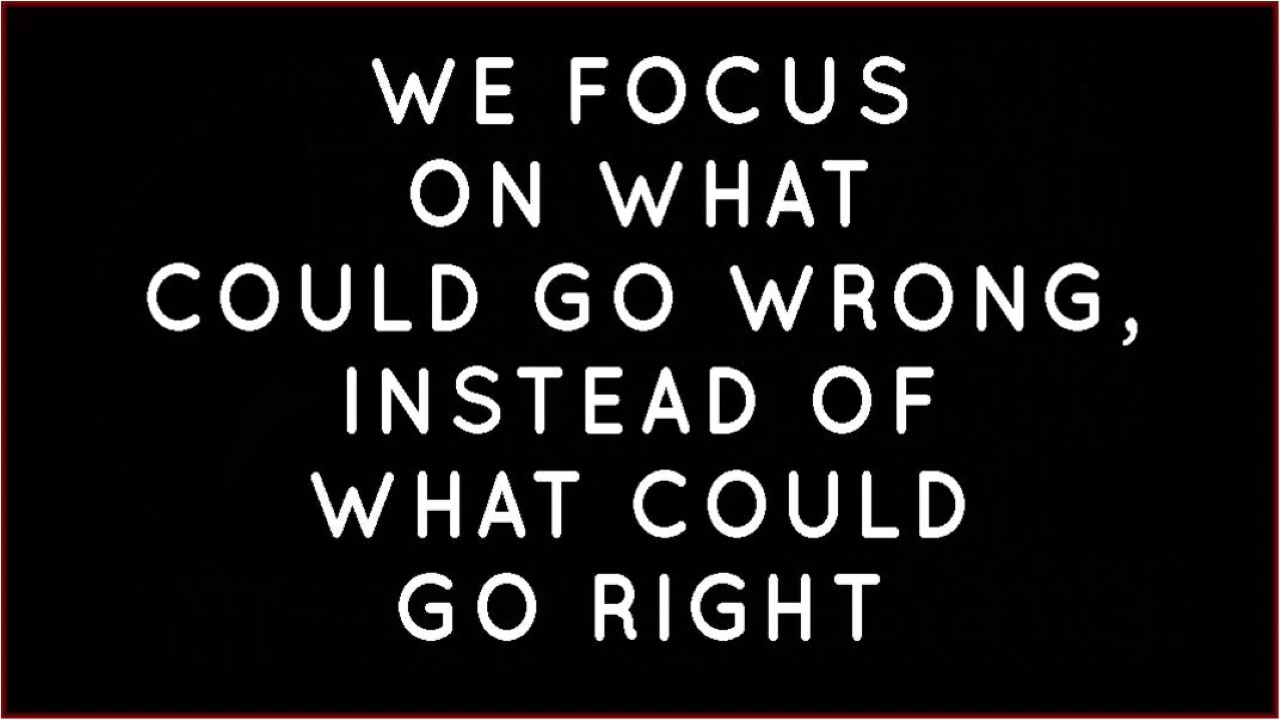 WE FOCUS
ON WHAT
COULD GO WRONG,
INSTEAD OF
WHAT COULD
GO RIGHT